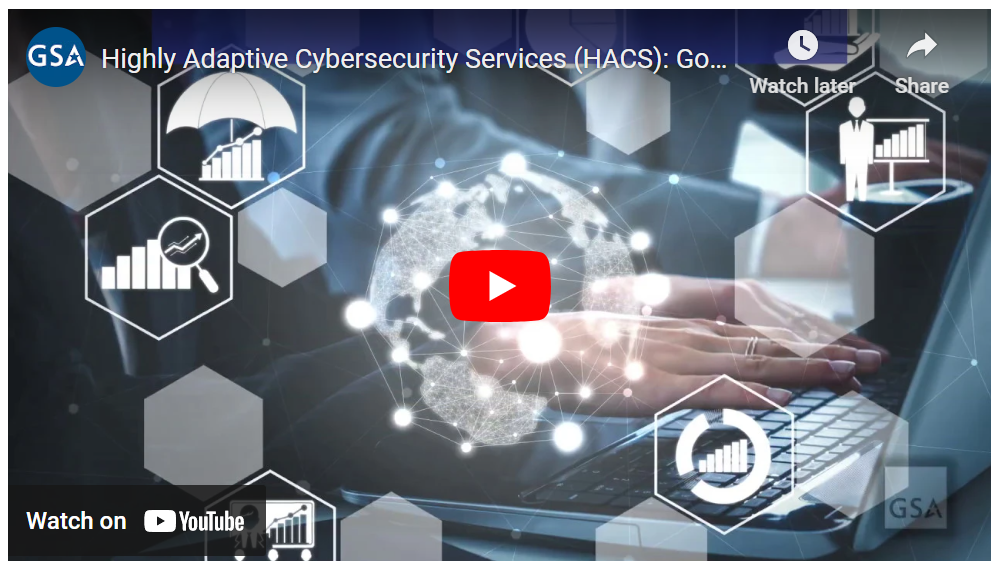 GSA
Highly Adaptive Cybersecurity Services (HACS): Go...
Watch later
Share
Watch on YouTube
GSA